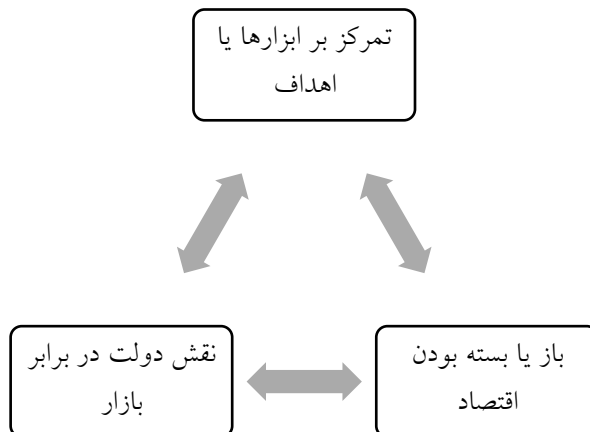 تمرکز بر ابزارها یا
اهداف
نقش دولت در برابر
بازار
باز یا بسته بودن
اقتصاد